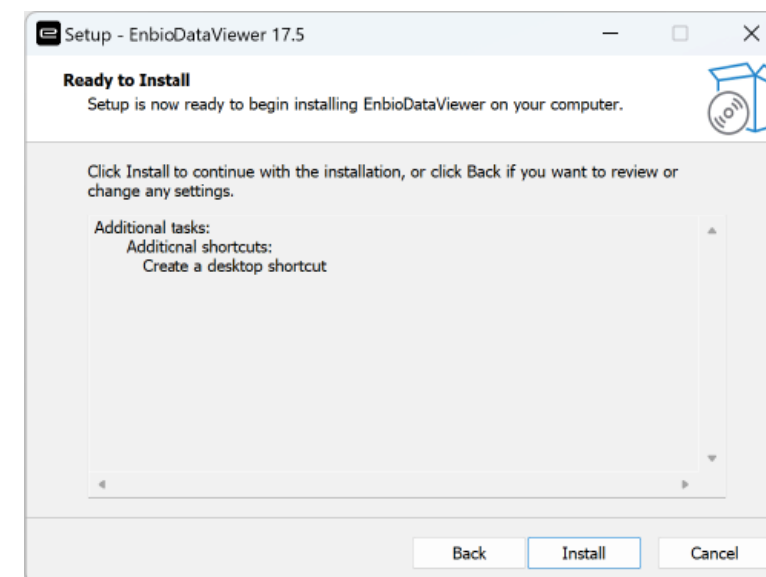 Setup - EnbioDataViewer 17.5
Ready to Install
Setup is now ready to begin installing EnbioDataViewer on your computer.
Click Install to continue with the installation, or click Back if you want to review or
change any settings.
Additional tasks:
Additional shortcuts:
Create a desktop shortcut
Back
Install
Cancel